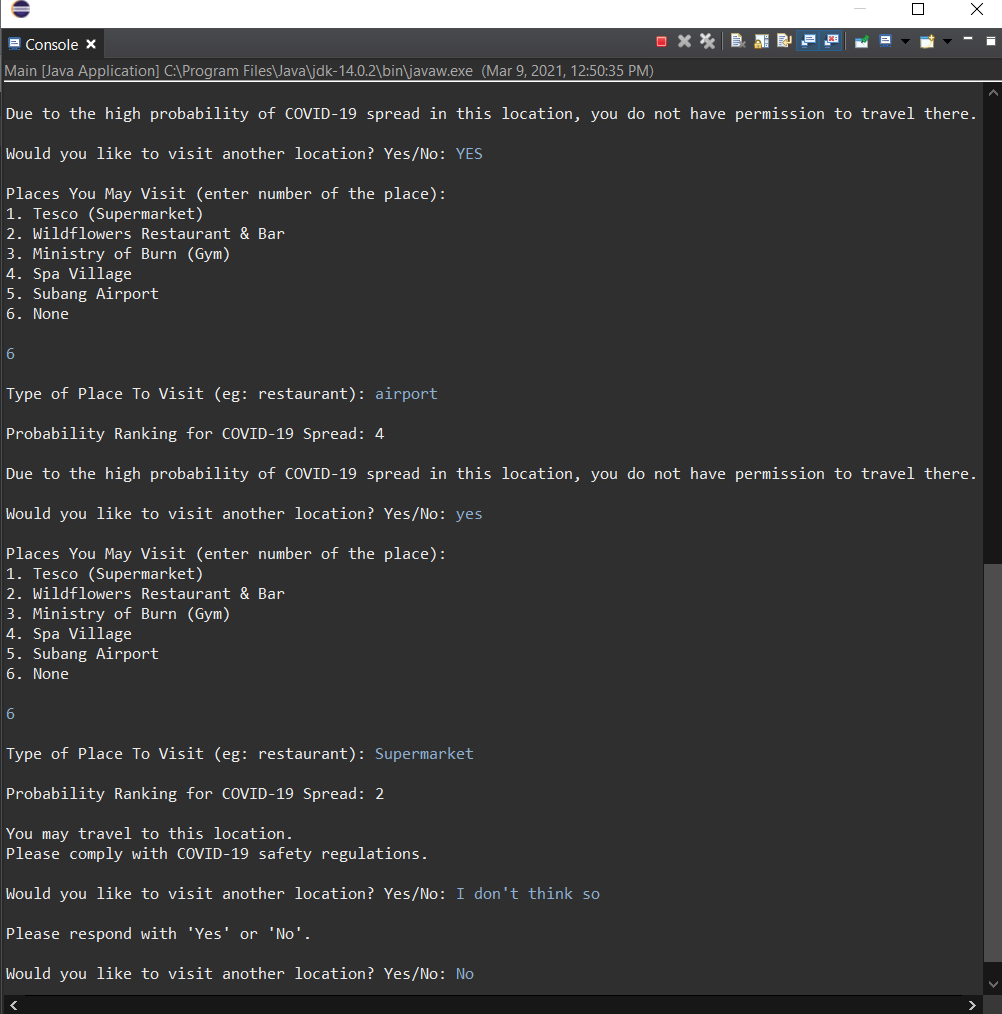 Console
Main [Java Application] C:\Program Files\Java\jdk-14.0.2\bin\javaw.exe (Mar 9, 2021, 12:50:35 PM)
Due to the high probability of COVID-19 spread in this location, you do not have permission to travel there.
Would you like to visit another location? Yes/No: YES
Places You May Visit (enter number of the place):
1. Tesco (Supermarket)
2. Wildflowers Restaurant & Bar
3. Ministry of Burn (Gym)
4. Spa Village
5. Subang Airport
6. None
6
Type of Place To Visit (eg: restaurant): airport
Probability Ranking for COVID-19 Spread: 4
Due to the high probability of COVID-19 spread in this location, you do not have permission to travel there.
Would you like to visit another location? Yes/No: yes
Places You May Visit (enter number of the place):
1. Tesco (Supermarket)
2. Wildflowers Restaurant & Bar
3. Ministry of Burn (Gym)
4. Spa Village
5. Subang Airport
6. None
6
Type of Place To Visit (eg: restaurant): Supermarket
Probability Ranking for COVID-19 Spread: 2
You may travel to this location.
Please comply with COVID-19 safety regulations.
Would you like to visit another location? Yes/No: I don't think so
Please respond with 'Yes' or 'No'.
Would you like to visit another location? Yes/No: No